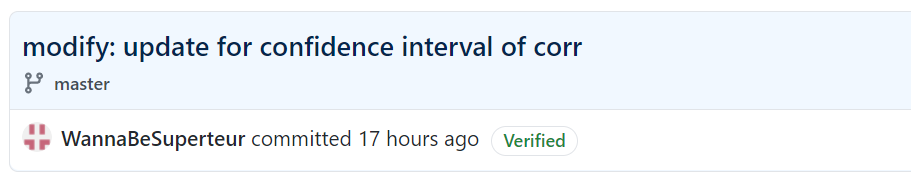 modify: update for confidence interval of corr
master
WannaBeSuperteur committed 17 hours ago Verified